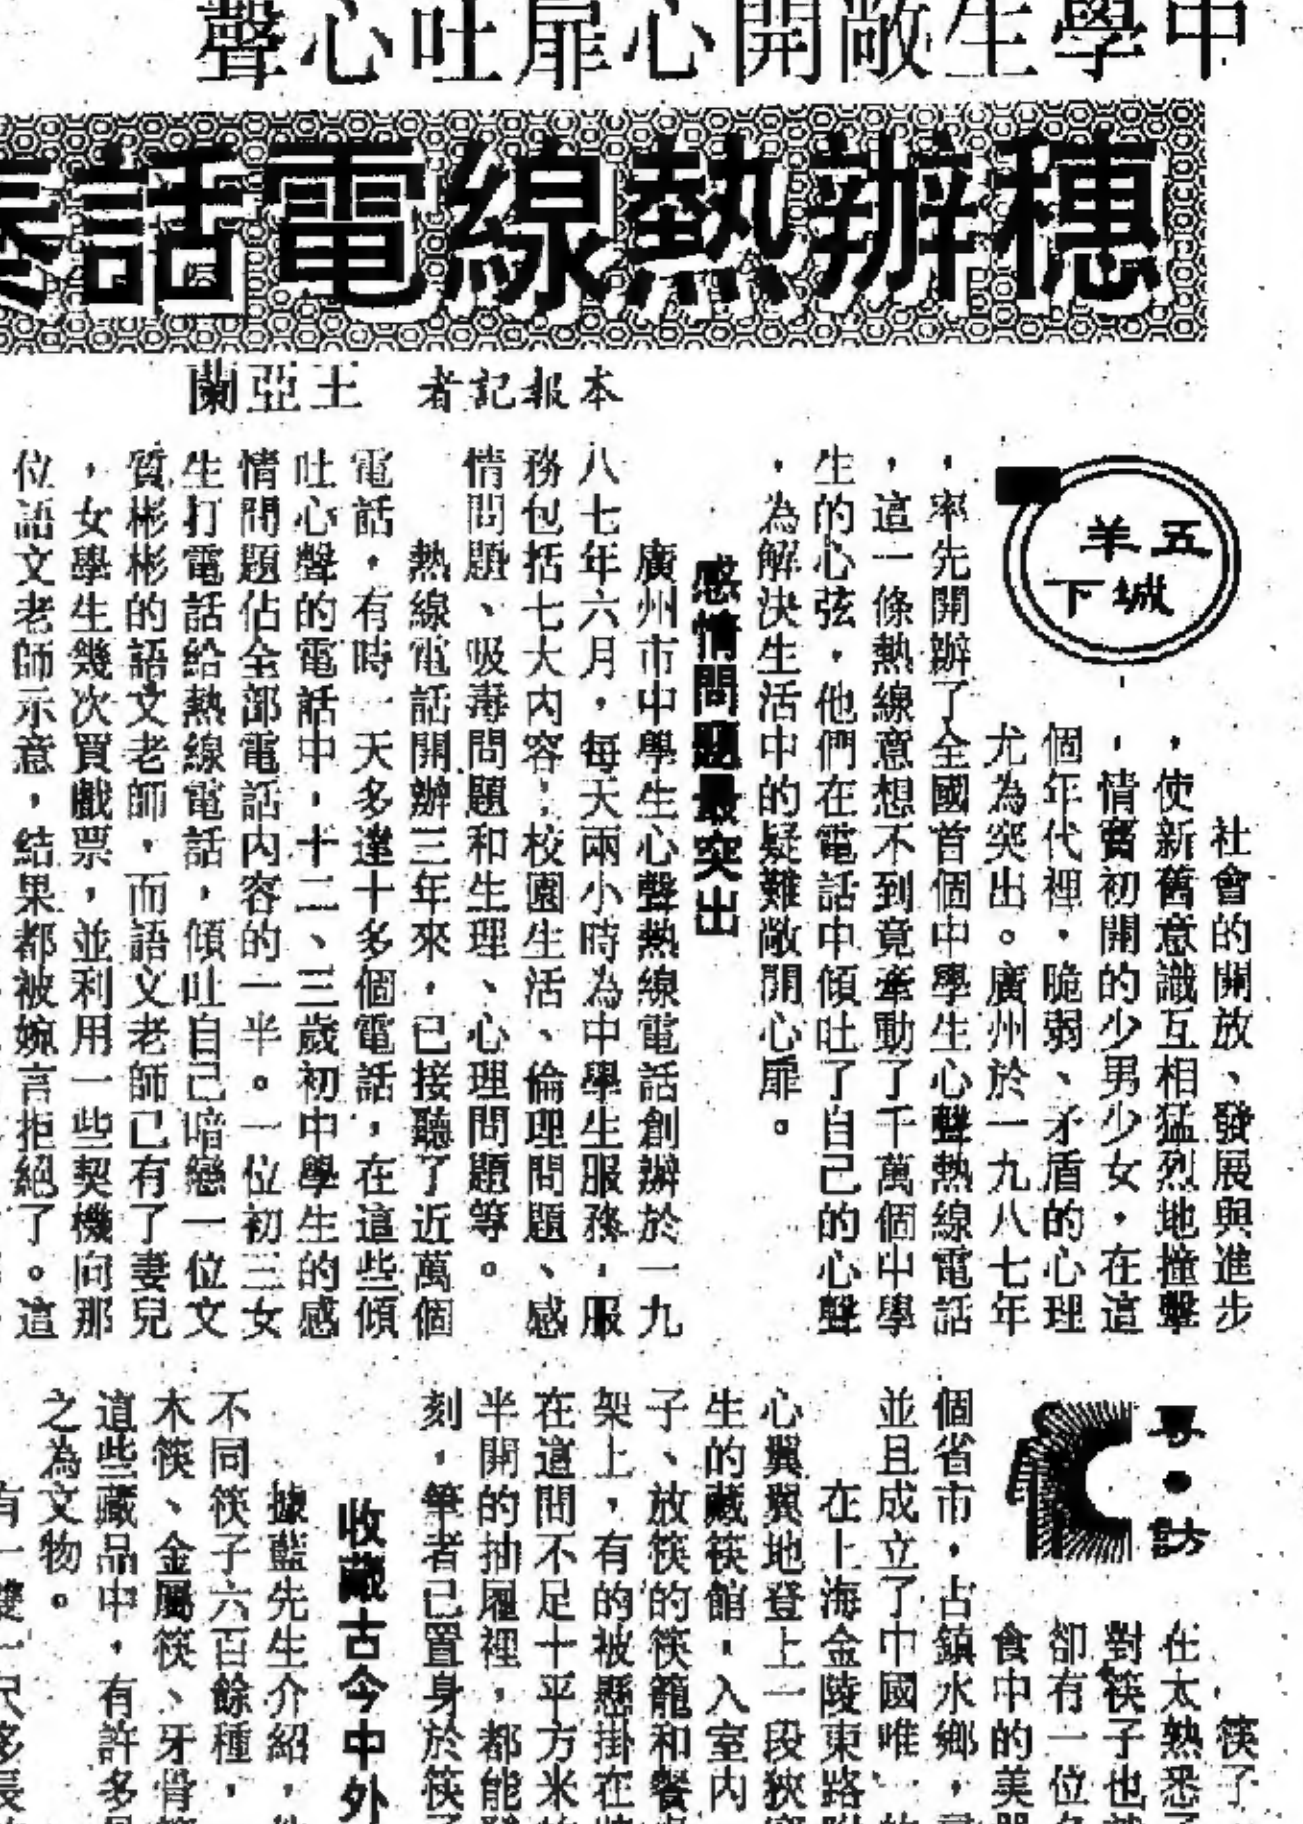 中學生敞開心扉吐心聲
穗辦熱線電話
本報記者 王亞蘭
五羊城下
社會的開放、發展與進步
，使新舊意識互相猛烈地撞擊
，情竇初開的少男少女，在這
個年代裡，脆弱、矛盾的心理
尤為突出。廣州於一九八七年
，率先開辦了全國首個中學生心聲熱線電話
，這一條熱線意想不到竟牽動了千萬個中學
生的心弦，他們在電話中傾吐了自己的心聲
，為解決生活中的疑難敞開心扉。
感情問題最突出
廣州市中學生心聲熱線電話創辦於一九
八七年六月，每天兩小時為中學生服務，服
務包括七大內容：校園生活、倫理問題、感
情問題、吸毒問題和生理、心理問題等。
熱線電話開辦三年來，已接聽了近萬個
電話，有時一天多達十多個電話，在這些傾
吐心聲的電話中，十二、三歲初中學生的感
情問題佔全部電話內容的一半。一位初三女
生打電話給熱線電話，傾吐自己暗戀一位文
質彬彬的語文老師，而語文老師已有了妻兒
，女學生幾次買戲票，並利用一些契機向那
位語文老師示意，結果都被婉言拒絕了。這
專•訪
筷子
在太熟悉了
對筷子也
卻有一位
食中的美
個省市，占鎮水鄉，
並且成立了中國唯一的
在上海金陵東路
心翼翼地登上一段狹
生的藏筷館，入室內
子、放筷的筷籠和餐
架上，有的被懸掛在
在這間不足十平方米
半開的抽屜裡，都能
刻，筆者已置身於筷
收藏古今中外
據藍先生介紹，
不同筷子六百餘種，
木筷、金屬筷、牙骨
這些藏品中，有許多
之為文物。
有一雙一尺多長